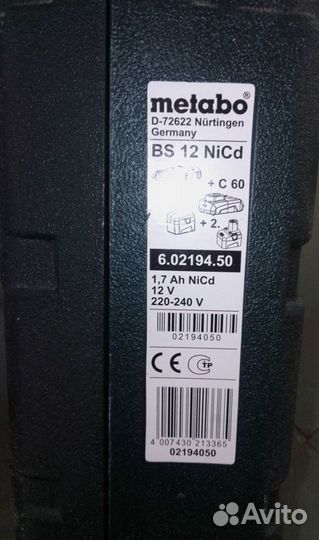 metabo®
D-72622 Nürtingen
Germany
BS 12 NiCd
+ C 60
+ 2.
6.02194.50
1,7 Ah NiCd
12 V
220-240 V
02194050
CE TP
4 007430 213365
02194050
Avito